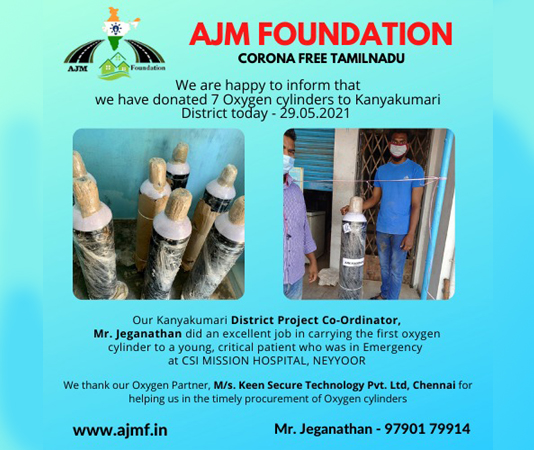 AJM Foundation
AJM FOUNDATION
CORONA FREE TAMILNADU
We are happy to inform that
we have donated 7 Oxygen cylinders to Kanyakumari
District today - 29.05.2021
Our Kanyakumari District Project Co-Ordinator,
Mr. Jeganathan did an excellent job in carrying the first oxygen
cylinder to a young, critical patient who was in Emergency
at CSI MISSION HOSPITAL, NEYYOOR
We thank our Oxygen Partner, M/s. Keen Secure Technology Pvt. Ltd, Chennai for
helping us in the timely procurement of Oxygen cylinders
www.ajmf.in
Mr. Jeganathan - 97901 79914